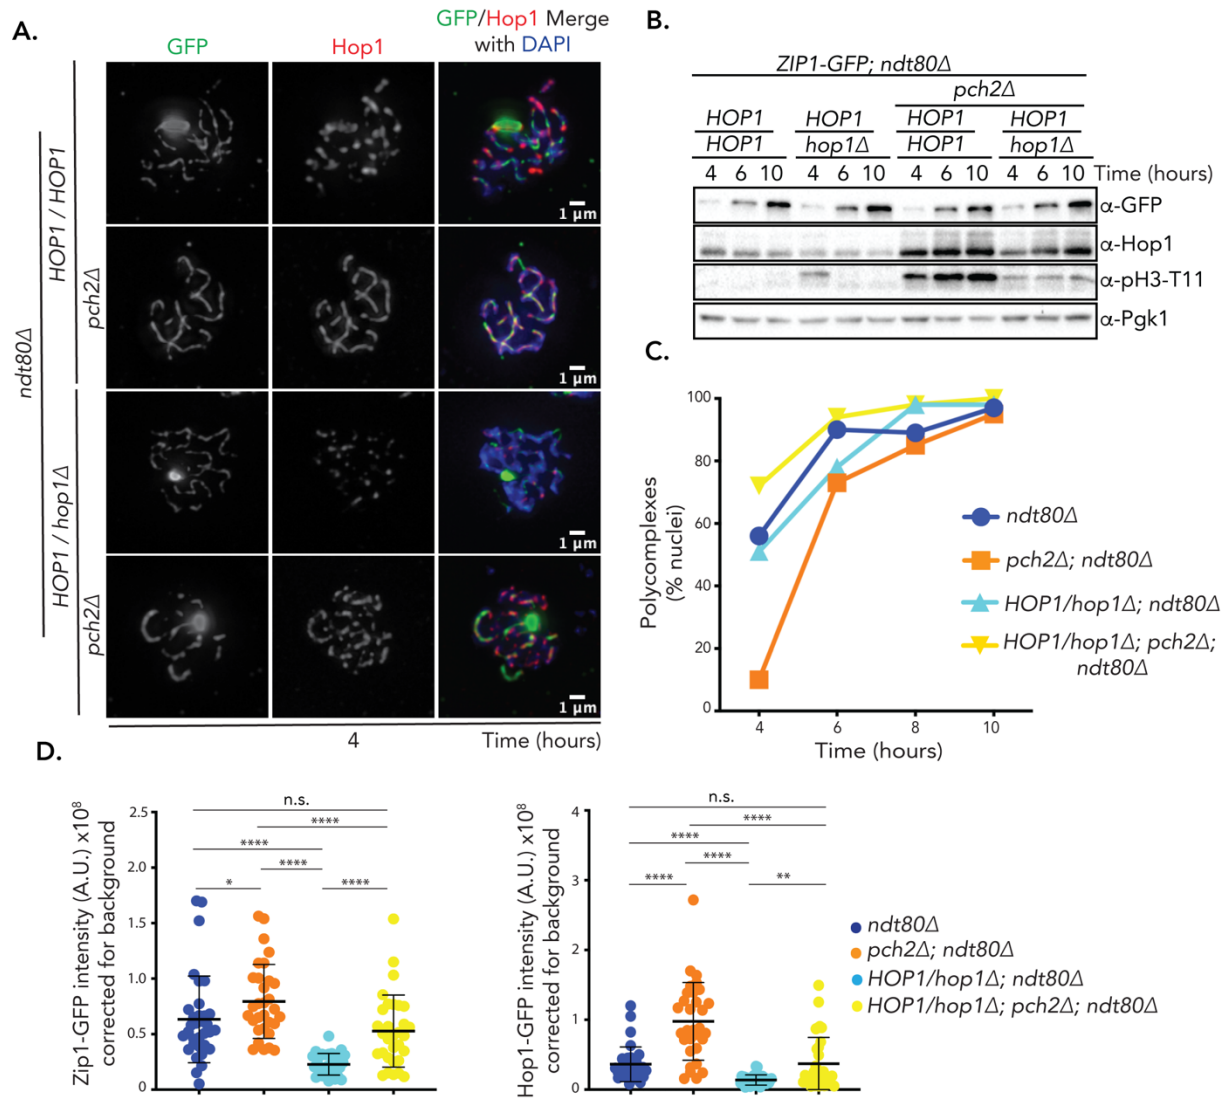 A.
GFP
Hop1
GFP/Hop1 Merge
with DAPI
ndt80Δ
HOP1 / HOP1
pch2Δ
HOP1 / hop1Δ
pch2Δ
1 µm
1 µm
1 µm
1 µm
4
Time (hours)
B.
ZIP1-GFP; ndt80Δ
pch2Δ
HOP1 HOP1 HOP1 HOP1
HOP1 hop1Δ HOP1 hop1Δ
4 6 10 4 6 10 4 6 10 4 6 10 Time (hours)
α-GFP
α-Hop1
α-pH3-T11
α-Pgk1
C.
Polycomplexes
(% nuclei)
100
80
60
40
20
0
4 6 8 10
Time (hours)
ndt80Δ
pch2Δ; ndt80Δ
HOP1/hop1Δ; ndt80Δ
HOP1/hop1Δ; pch2Δ;
ndt80Δ
D.
Zip1-GFP intensity (A.U.) x10⁸
corrected for background
2.5
2.0
1.5
1.0
0.5
0
n.s.
****
****
****
* ****
Hop1-GFP intensity (A.U.) x10⁸
corrected for background
4
3
2
1
0
n.s.
****
****
****
**** **
ndt80Δ
pch2Δ; ndt80Δ
HOP1/hop1Δ; ndt80Δ
HOP1/hop1Δ; pch2Δ; ndt80Δ